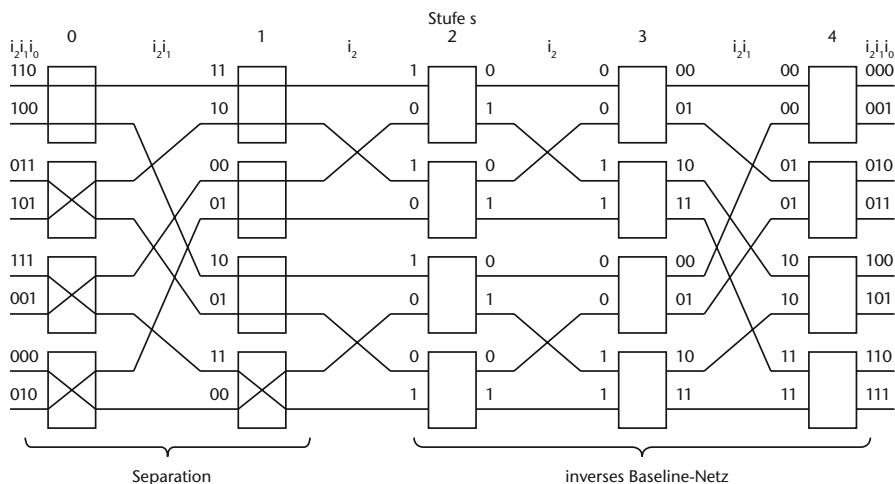 Stufe s
0 1 2 3 4
i₂i₁i₀ i₂i₁ i₂ i₂ i₂i₁ i₂i₁i₀
110 11 1 0 0 00 00 000
100 10 0 1 0 01 00 001
011 00 1 0 1 10 01 010
101 01 0 1 1 11 01 011
111 10 1 0 0 00 10 100
001 01 0 1 0 01 10 101
000 11 0 0 1 10 11 110
010 00 1 1 1 11 11 111
Separation inverses Baseline-Netz